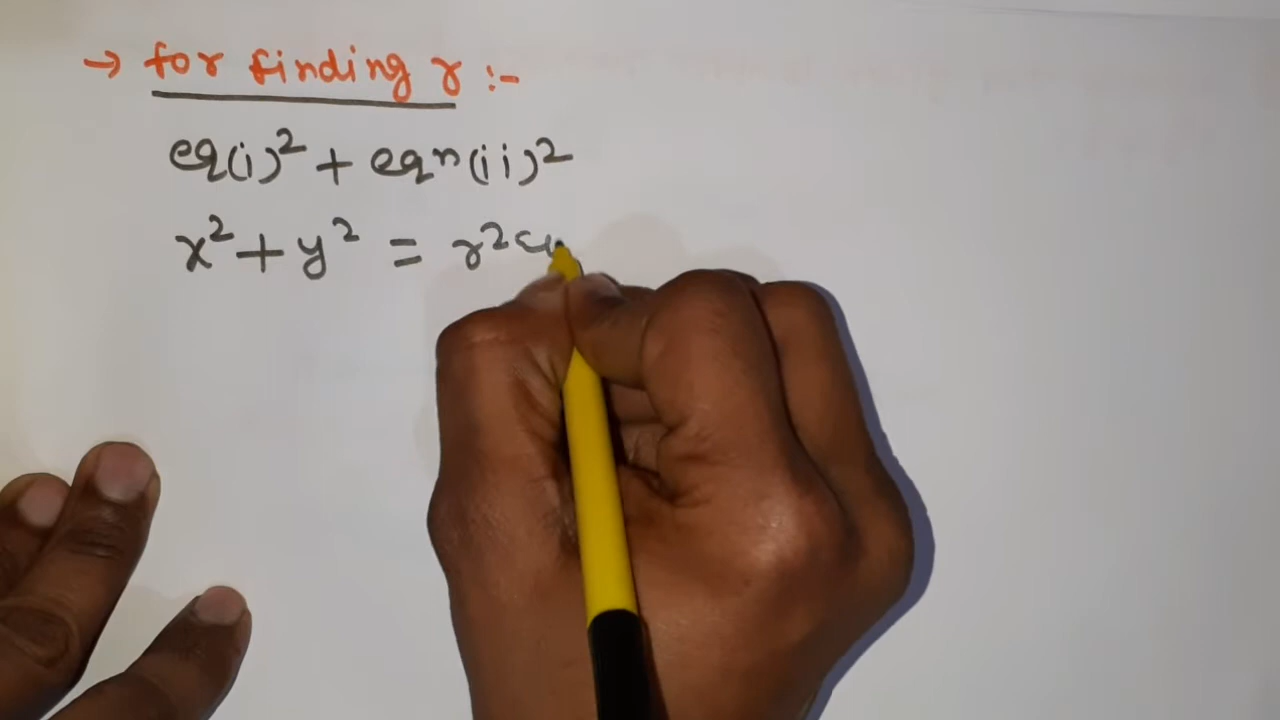 → for finding r :-
eq(i)² + eqⁿ(ii)²
x² + y² = r²